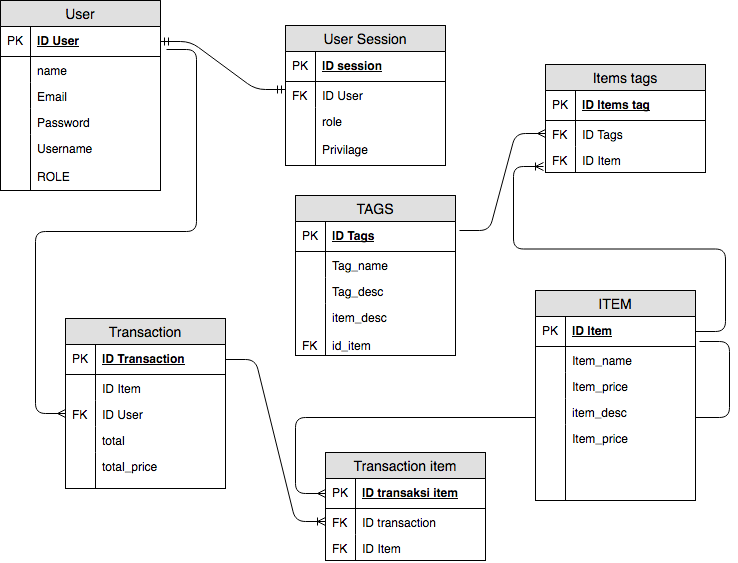 User
PK ID User
name
Email
Password
Username
ROLE
User Session
PK ID session
FK ID User
role
Privilage
Items tags
PK ID Items tag
FK ID Tags
FK ID Item
TAGS
PK ID Tags
Tag_name
Tag_desc
item_desc
FK id_item
ITEM
PK ID Item
Item_name
Item_price
item_desc
Item_price
Transaction
PK ID Transaction
ID Item
FK ID User
total
total_price
Transaction item
PK ID transaksi item
FK ID transaction
FK ID Item